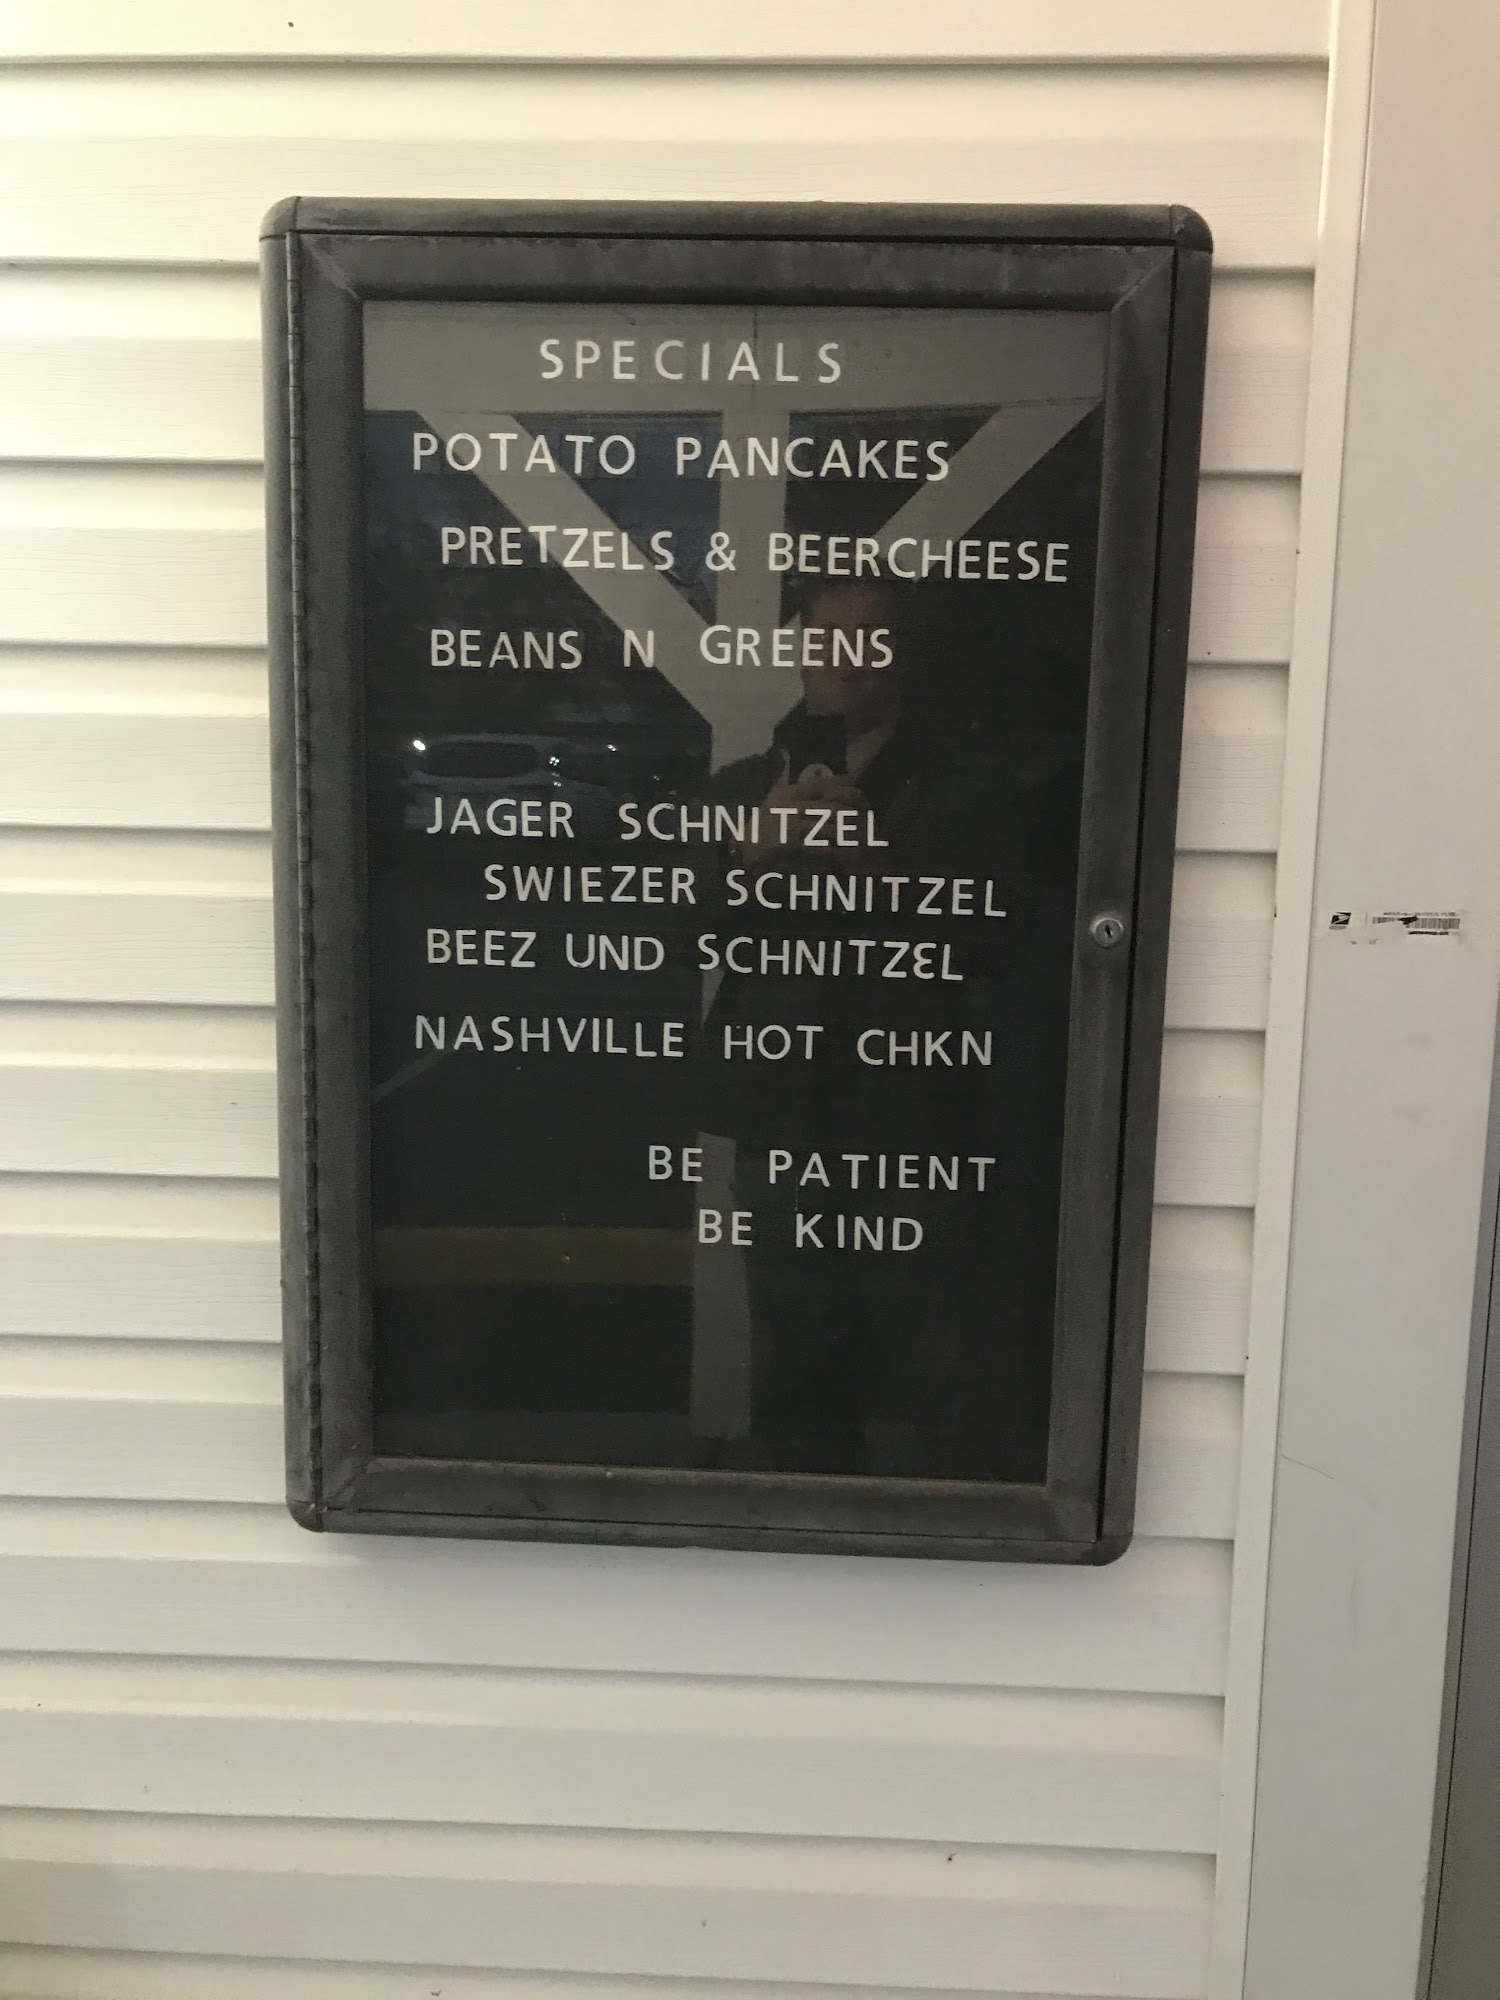 SPECIALS
POTATO PANCAKES
PRETZELS & BEERCHEESE
BEANS N GREENS
JAGER SCHNITZEL
SWIEZER SCHNITZEL
BEEZ UND SCHNITZEL
NASHVILLE HOT CHKN
BE PATIENT
BE KIND